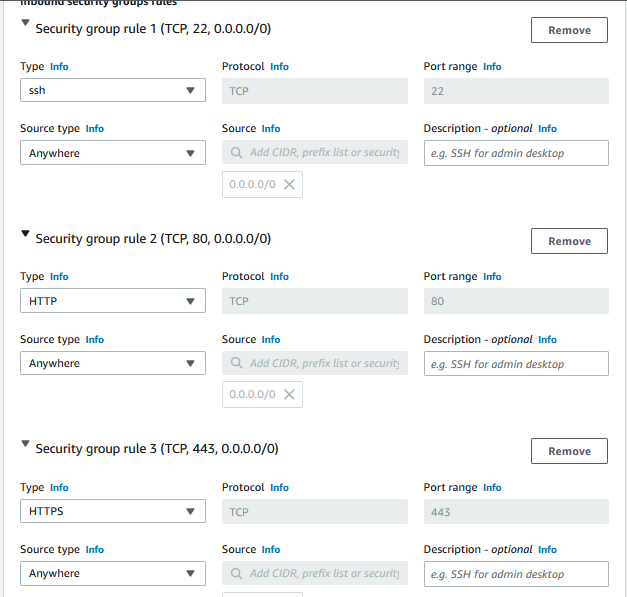 Inbound security groups rules
Security group rule 1 (TCP, 22, 0.0.0.0/0)
Remove
Type Info
Protocol Info
Port range Info
ssh
TCP
22
Source type Info
Source Info
Description - optional Info
Anywhere
Add CIDR, prefix list or security
e.g. SSH for admin desktop
0.0.0.0/0
Security group rule 2 (TCP, 80, 0.0.0.0/0)
Remove
Type Info
Protocol Info
Port range Info
HTTP
TCP
80
Source type Info
Source Info
Description - optional Info
Anywhere
Add CIDR, prefix list or security
e.g. SSH for admin desktop
0.0.0.0/0
Security group rule 3 (TCP, 443, 0.0.0.0/0)
Remove
Type Info
Protocol Info
Port range Info
HTTPS
TCP
443
Source type Info
Source Info
Description - optional Info
Anywhere
Add CIDR, prefix list or security
e.g. SSH for admin desktop